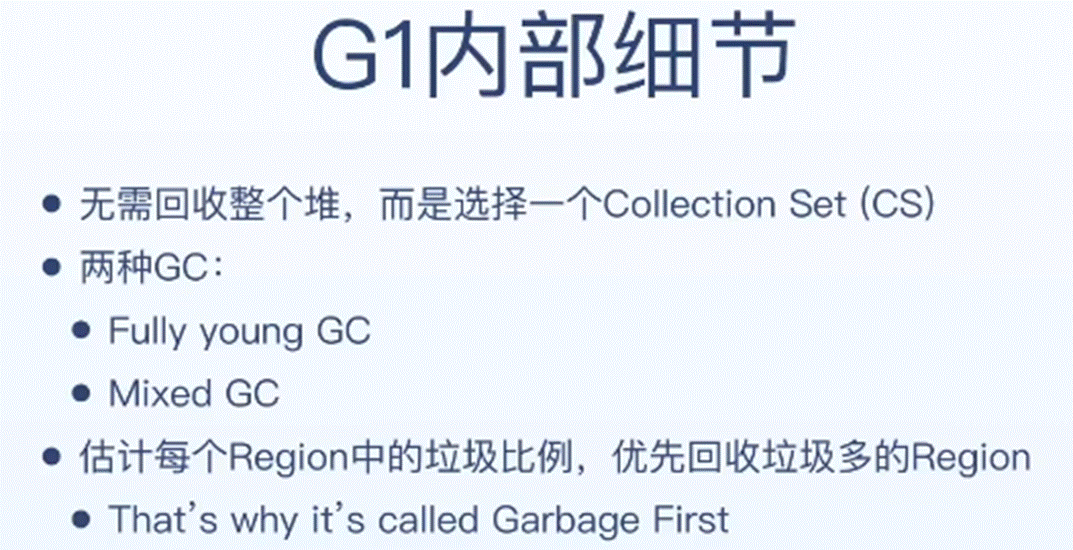 G1内部细节
无需回收整个堆，而是选择一个Collection Set (CS)
两种GC：
Fully young GC
Mixed GC
估计每个Region中的垃圾比例，优先回收垃圾多的Region
That's why it's called Garbage First